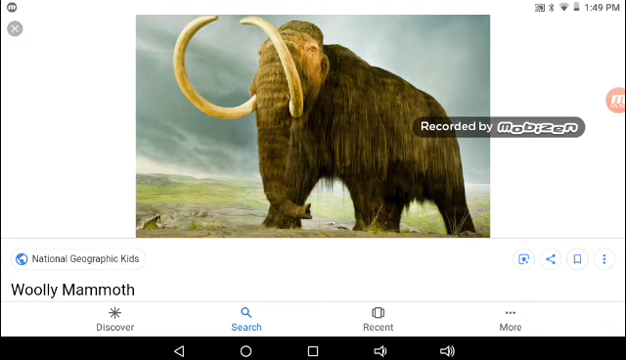 1:49 PM
Recorded by MOBIZEN
National Geographic Kids
Woolly Mammoth
Discover
Search
Recent
More